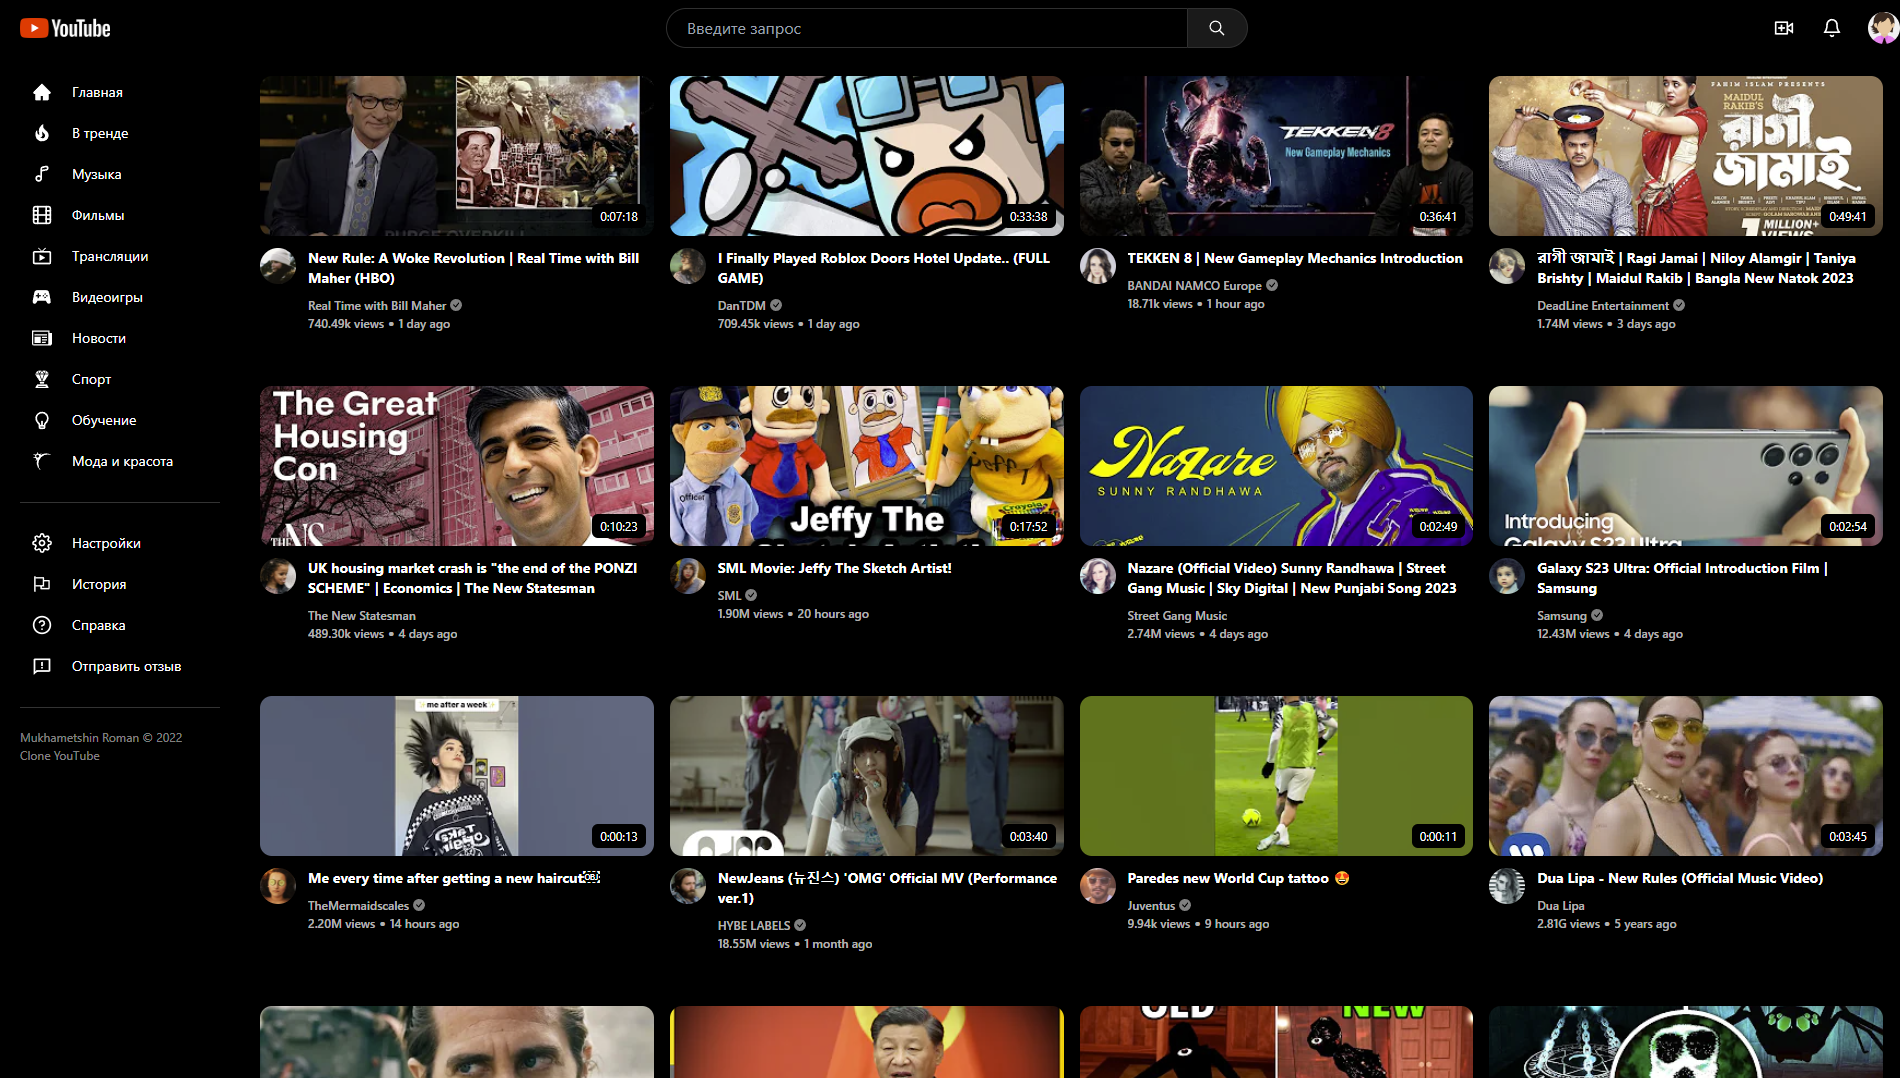 YouTube
Введите запрос
Главная
В тренде
Музыка
Фильмы
Трансляции
Видеоигры
Новости
Спорт
Обучение
Мода и красота
Настройки
История
Справка
Отправить отзыв
Mukhametshin Roman © 2022
Clone YouTube
0:07:18
New Rule: A Woke Revolution | Real Time with Bill
Maher (HBO)
Real Time with Bill Maher
740.49k views • 1 day ago
0:33:38
I Finally Played Roblox Doors Hotel Update.. (FULL
GAME)
DanTDM
709.45k views • 1 day ago
TEKKEN 8
New Gameplay Mechanics
0:36:41
TEKKEN 8 | New Gameplay Mechanics Introduction
BANDAI NAMCO Europe
18.71k views • 1 hour ago
FAHIM ISLAM PRESENTS
MAIDUL
RAKIB'S
রাগী
জামাই
1 MILLION+
VIEWS
0:49:41
রাগী জামাই | Ragi Jamai | Niloy Alamgir | Taniya
Brishty | Maidul Rakib | Bangla New Natok 2023
DeadLine Entertainment
1.74M views • 3 days ago
The Great
Housing
Con
THE NS
0:10:23
UK housing market crash is "the end of the PONZI
SCHEME" | Economics | The New Statesman
The New Statesman
489.30k views • 4 days ago
Officer
Jeffy
Jeffy The
0:17:52
SML Movie: Jeffy The Sketch Artist!
SML
1.90M views • 20 hours ago
Nazare
SUNNY RANDHAWA
0:02:49
Nazare (Official Video) Sunny Randhawa | Street
Gang Music | Sky Digital | New Punjabi Song 2023
Street Gang Music
2.74M views • 4 days ago
Introducing
Galaxy S23 Ultra
0:02:54
Galaxy S23 Ultra: Official Introduction Film |
Samsung
Samsung
12.43M views • 4 days ago
me after a week
0:00:13
Me every time after getting a new haircut￼
TheMermaidscales
2.20M views • 14 hours ago
0:03:40
NewJeans (뉴진스) 'OMG' Official MV (Performance
ver.1)
HYBE LABELS
18.55M views • 1 month ago
0:00:11
Paredes new World Cup tattoo 🤩
Juventus
9.94k views • 9 hours ago
0:03:45
Dua Lipa - New Rules (Official Music Video)
Dua Lipa
2.81G views • 5 years ago
OLD
NEW